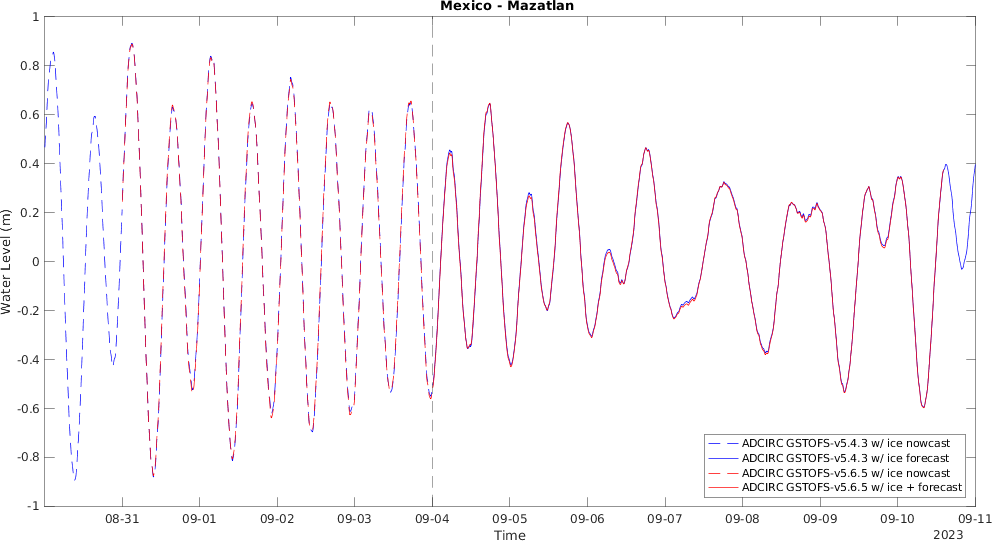 Mexico - Mazatlan
1
0.8
0.6
0.4
0.2
0
-0.2
-0.4
-0.6
-0.8
-1
Water Level (m)
ADCIRC GSTOFS-v5.4.3 w/ ice nowcast
ADCIRC GSTOFS-v5.4.3 w/ ice forecast
ADCIRC GSTOFS-v5.6.5 w/ ice nowcast
ADCIRC GSTOFS-v5.6.5 w/ ice + forecast
08-31 09-01 09-02 09-03 09-04 09-05 09-06 09-07 09-08 09-09 09-10 09-11
Time
2023